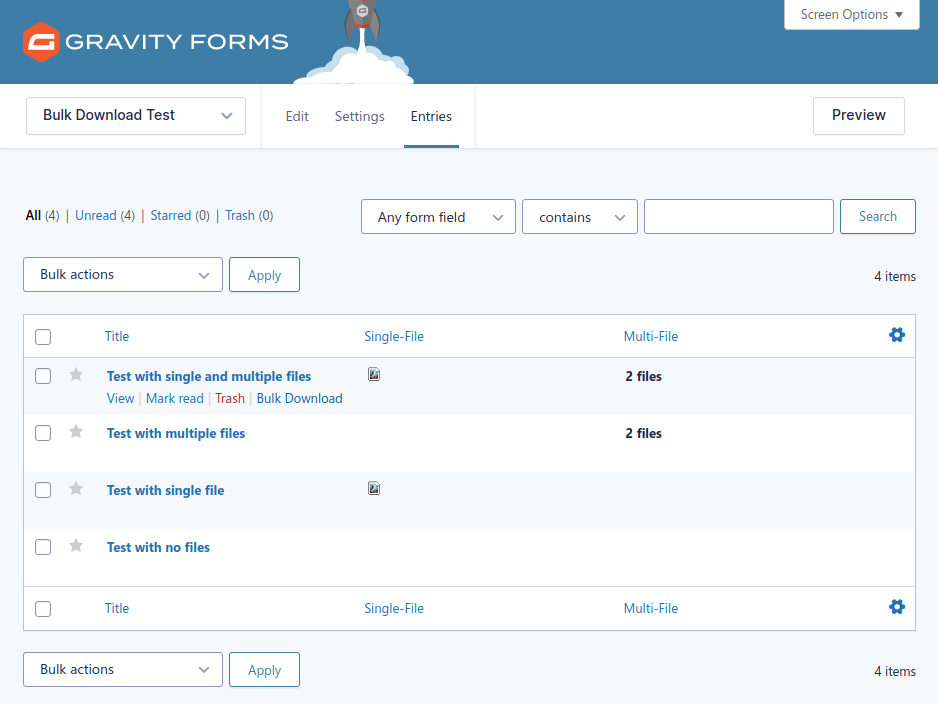 Screen Options ▼
GRAVITY FORMS
Bulk Download Test
Edit Settings Entries
Preview
All (4) | Unread (4) | Starred (0) | Trash (0)
Any form field contains Search
Bulk actions Apply 4 items
Title Single-File Multi-File
Test with single and multiple files 2 files
View | Mark read | Trash | Bulk Download
Test with multiple files 2 files
Test with single file
Test with no files
Title Single-File Multi-File
Bulk actions Apply 4 items